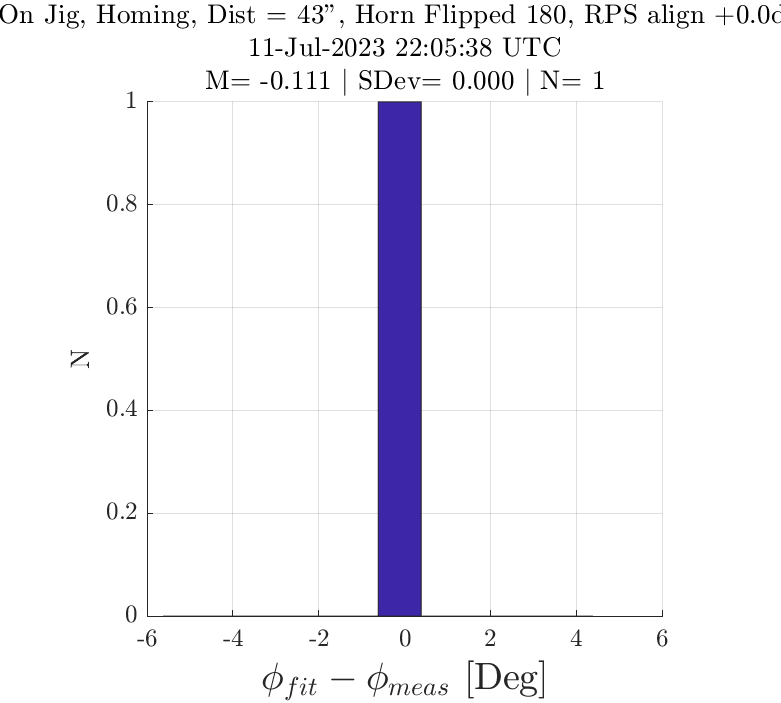 On Jig, Homing, Dist = 43", Horn Flipped 180, RPS align +0.0d
11-Jul-2023 22:05:38 UTC
M= -0.111 | SDev= 0.000 | N= 1
1
0.8
0.6
0.4
0.2
0
N
-6 -4 -2 0 2 4 6
ϕ_fit − ϕ_meas [Deg]